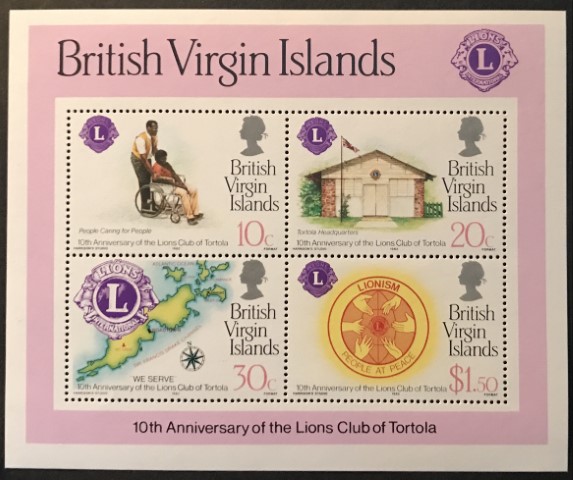 British Virgin Islands
L
L
People Caring for People
British
Virgin
Islands
10c
10th Anniversary of the Lions Club of Tortola
L
Tortola Headquarters
British
Virgin
Islands
20c
10th Anniversary of the Lions Club of Tortola
LIONS
L
INTERNATIONAL
WE SERVE
British
Virgin
Islands
30c
10th Anniversary of the Lions Club of Tortola
L
LIONISM
PEOPLE AT PEACE
British
Virgin
Islands
$1.50
10th Anniversary of the Lions Club of Tortola
10th Anniversary of the Lions Club of Tortola